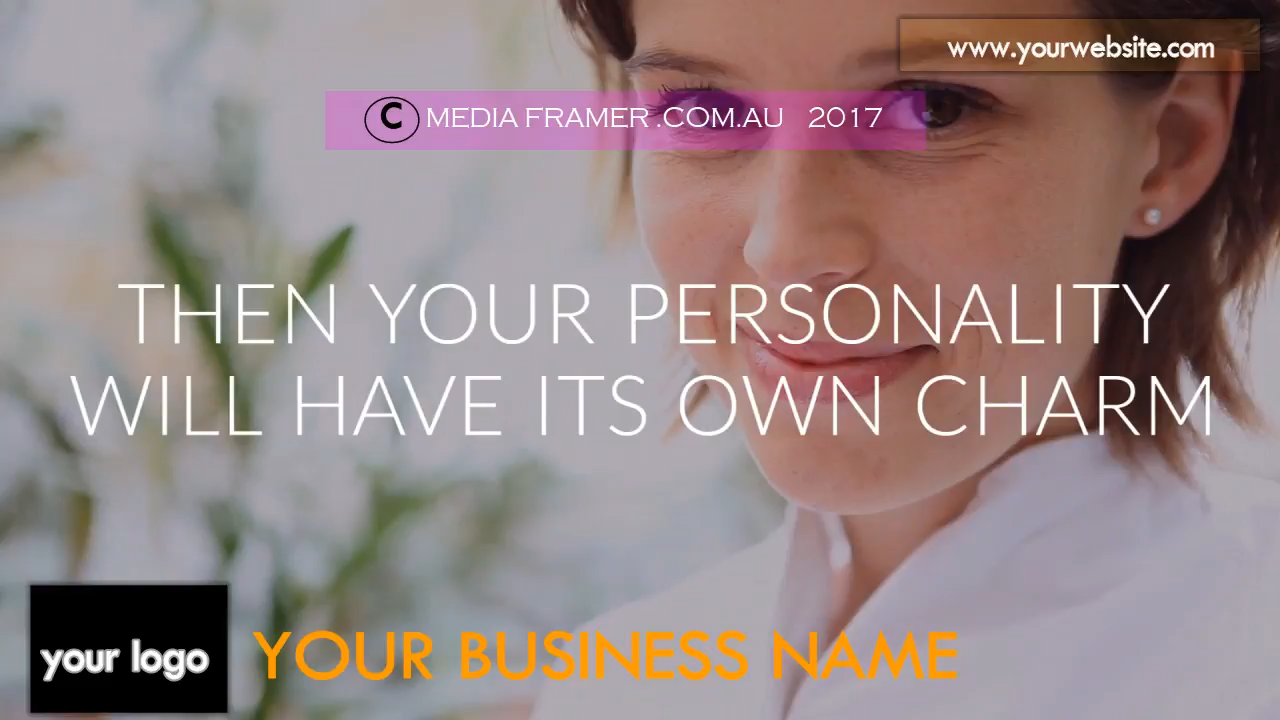 www.yourwebsite.com
C MEDIA FRAMER .COM.AU 2017
THEN YOUR PERSONALITY
WILL HAVE ITS OWN CHARM
your logo
YOUR BUSINESS NAME